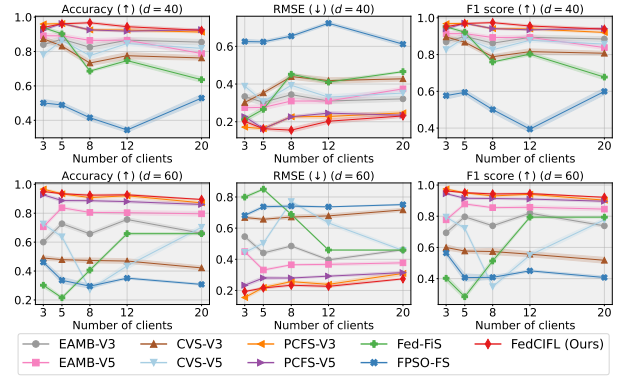 Accuracy (↑) (d = 40)
RMSE (↓) (d = 40)
F1 score (↑) (d = 40)
1.0
0.8
0.6
0.4
3 5 8 12 20
Number of clients
0.8
0.6
0.4
0.2
3 5 8 12 20
Number of clients
1.0
0.8
0.6
0.4
3 5 8 12 20
Number of clients
Accuracy (↑) (d = 60)
RMSE (↓) (d = 60)
F1 score (↑) (d = 60)
1.0
0.8
0.6
0.4
0.2
3 5 8 12 20
Number of clients
0.8
0.6
0.4
0.2
3 5 8 12 20
Number of clients
1.0
0.8
0.6
0.4
3 5 8 12 20
Number of clients
EAMB-V3 CVS-V3 PCFS-V3 Fed-FiS FedCIFL (Ours)
EAMB-V5 CVS-V5 PCFS-V5 FPSO-FS